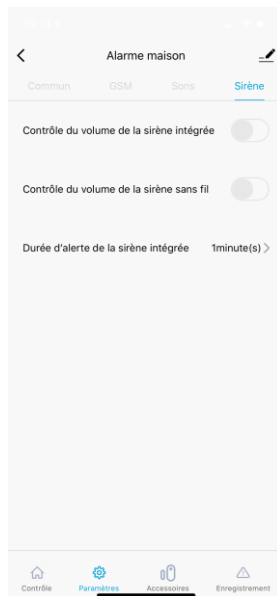 Alarme maison
Commun GSM Sons Sirène
Contrôle du volume de la sirène intégrée
Contrôle du volume de la sirène sans fil
Durée d'alerte de la sirène intégrée 1minute(s)
Contrôle Paramètres Accessoires Enregistrement